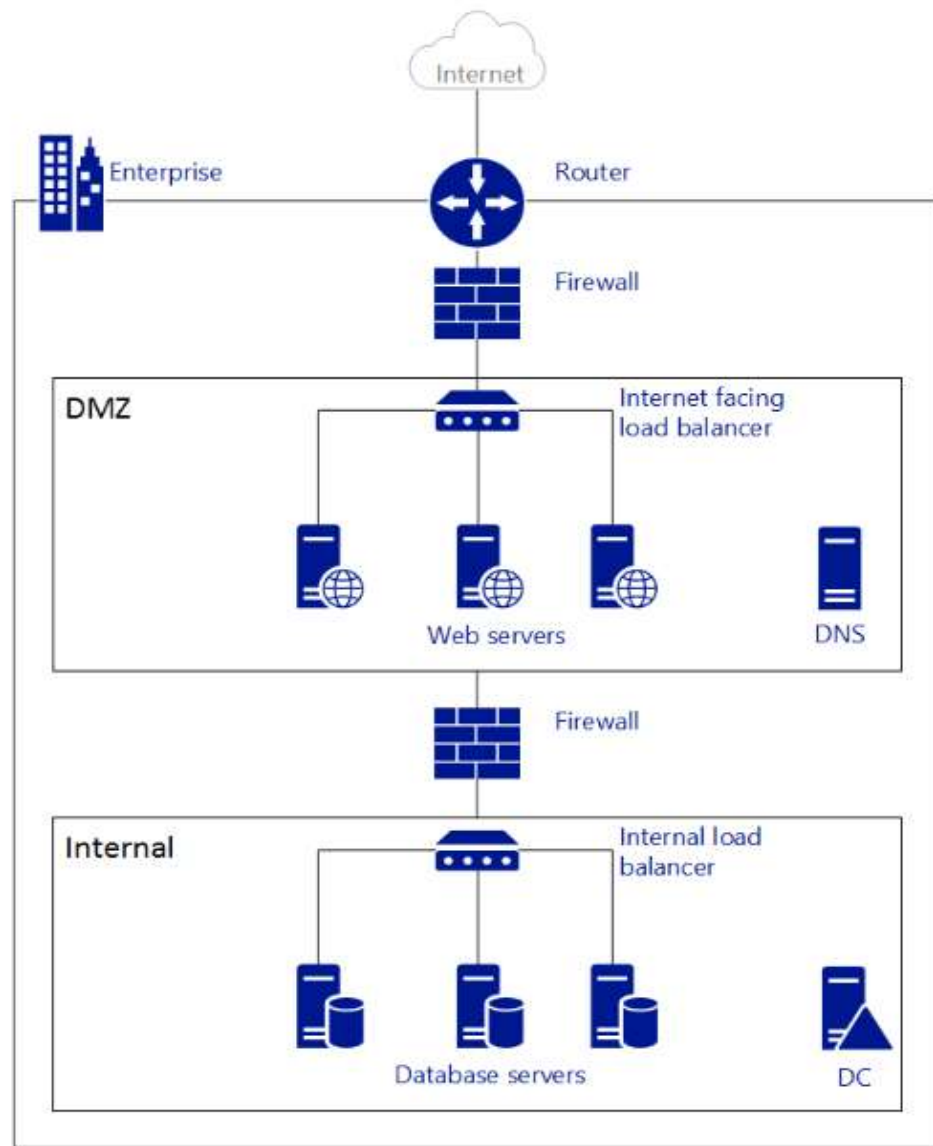 Internet
Enterprise
Router
Firewall
DMZ
Internet facing
load balancer
Web servers
DNS
Firewall
Internal
Internal load
balancer
Database servers
DC